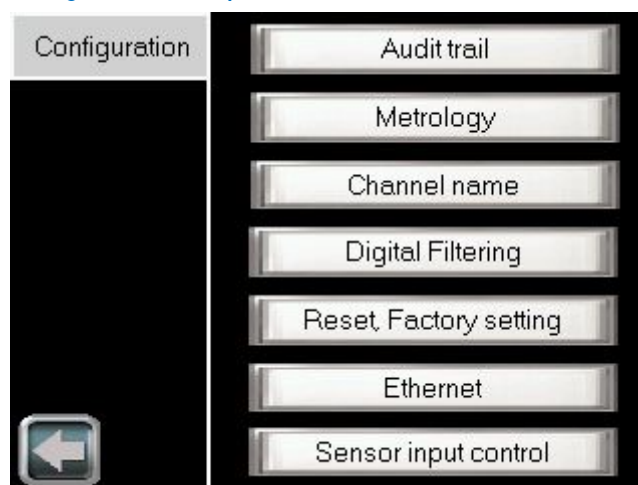 Configuration
Audit trail
Metrology
Channel name
Digital Filtering
Reset, Factory setting
Ethernet
Sensor input control